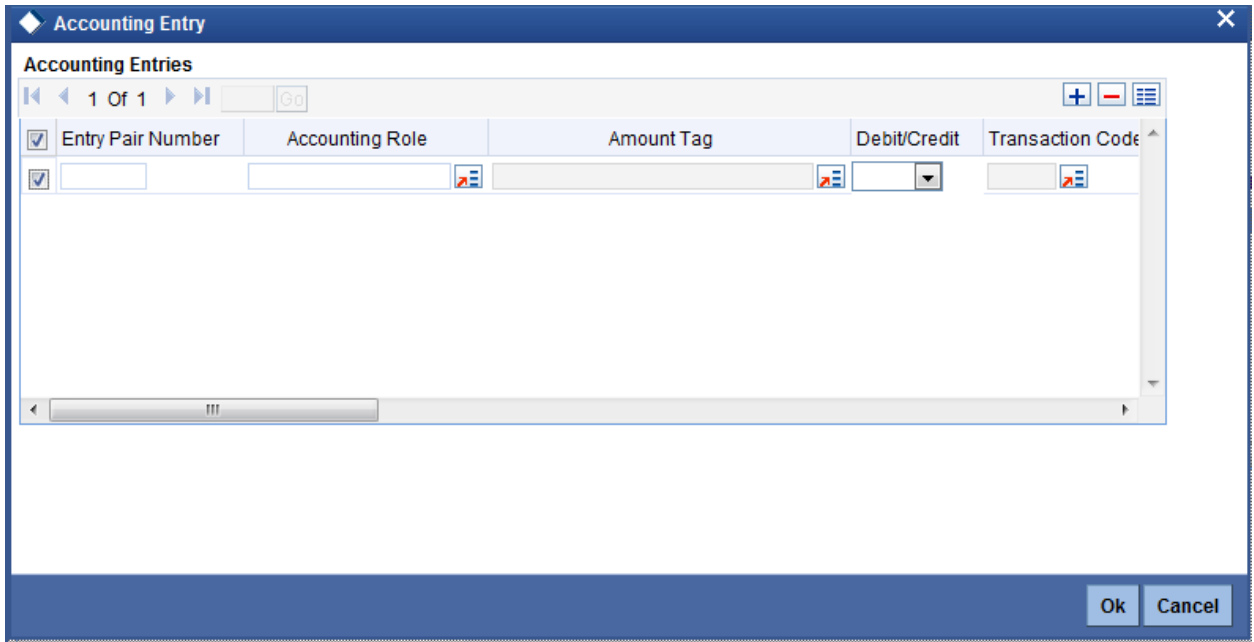 Accounting Entry
Accounting Entries
1 Of 1 Go
Entry Pair Number Accounting Role Amount Tag Debit/Credit Transaction Code
Ok Cancel